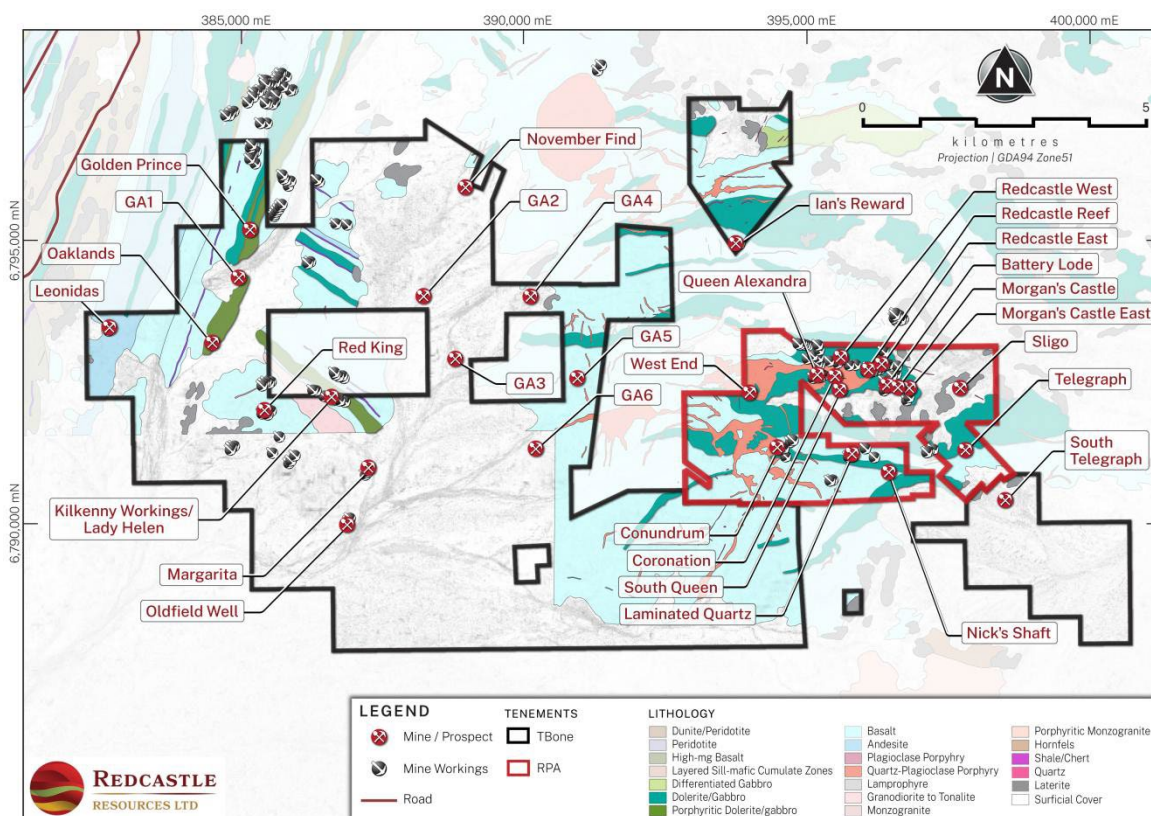 385,000 mE
390,000 mE
395,000 mE
400,000 mE
6,795,000 mN
6,790,000 mN
N
0
5
kilometres
Projection | GDA94 Zone51
November Find
Golden Prince
GA1
GA2
GA4
Ian's Reward
Redcastle West
Redcastle Reef
Redcastle East
Battery Lode
Morgan's Castle
Morgan's Castle East
Oaklands
Leonidas
Queen Alexandra
Red King
GA5
West End
Sligo
Telegraph
GA3
GA6
South
Telegraph
Kilkenny Workings/
Lady Helen
Margarita
Oldfield Well
Conundrum
Coronation
South Queen
Laminated Quartz
Nick's Shaft
LEGEND
Mine / Prospect
Mine Workings
Road
TENEMENTS
TBone
RPA
LITHOLOGY
Dunite/Peridotite
Peridotite
High-mg Basalt
Layered Sill-mafic Cumulate Zones
Differentiated Gabbro
Dolerite/Gabbro
Porphyritic Dolerite/gabbro
Basalt
Andesite
Plagioclase Porphyry
Quartz-Plagioclase Porphyry
Lamprophyre
Granodiorite to Tonalite
Monzogranite
Porphyritic Monzogranite
Hornfels
Shale/Chert
Quartz
Laterite
Surficial Cover
REDCASTLE
RESOURCES LTD